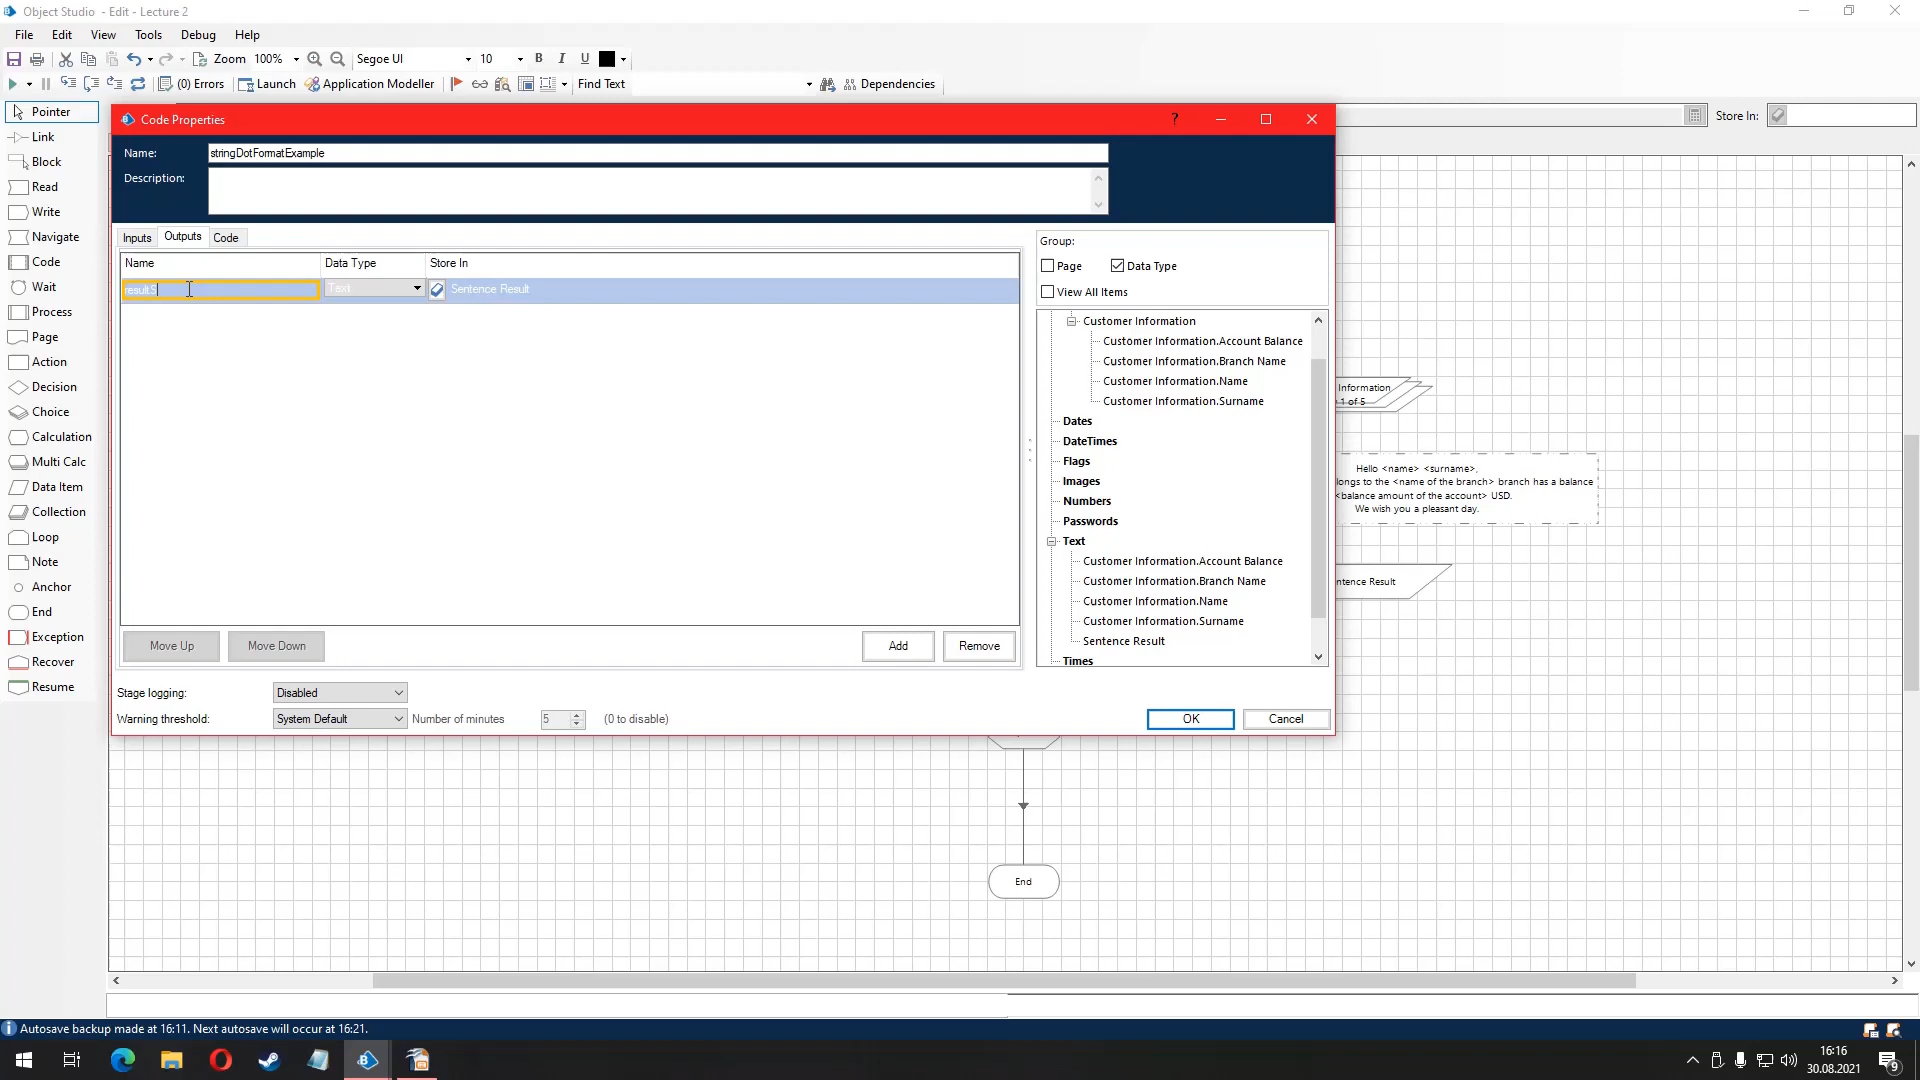 Object Studio - Edit - Lecture 2
File Edit View Tools Debug Help
Zoom 100% Segoe UI 10 B I U
(0) Errors Launch Application Modeller Find Text Dependencies
Pointer
Link
Block
Read
Write
Navigate
Code
Wait
Process
Page
Action
Decision
Choice
Calculation
Multi Calc
Data Item
Collection
Loop
Note
Anchor
End
Exception
Recover
Resume
Code Properties
?
Name: stringDotFormatExample
Description:
Inputs Outputs Code
Name Data Type Store In
resultS Text Sentence Result
Move Up Move Down Add Remove
Stage logging: Disabled
Warning threshold: System Default Number of minutes 5 (0 to disable)
OK Cancel
Group:
Page Data Type
View All Items
Customer Information
Customer Information.Account Balance
Customer Information.Branch Name
Customer Information.Name
Customer Information.Surname
Dates
DateTimes
Flags
Images
Numbers
Passwords
Text
Customer Information.Account Balance
Customer Information.Branch Name
Customer Information.Name
Customer Information.Surname
Sentence Result
Times
Store In:
Information
1 of 5
Hello <name> <surname>,
longs to the <name of the branch> branch has a balance
<balance amount of the account> USD.
We wish you a pleasant day.
ntence Result
End
Autosave backup made at 16:11. Next autosave will occur at 16:21.
16:16
30.08.2021
9